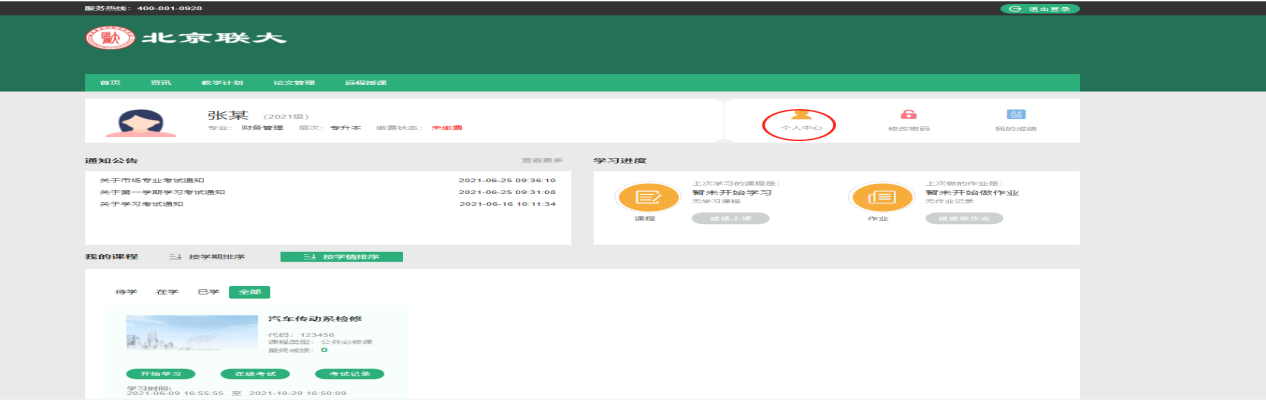 服务热线：400-801-0928
退出登录
北京联大
首页 资讯 教学计划 论文管理 远程版课
张某 (2021级)
专业：财务管理 层次：专升本 缴费状态：未缴费
个人中心
修改密码
我的成绩
通知公告 查看更多
关于市场专业考试通知 2021-06-25 09:36:10
关于第一学期学习考试通知 2021-06-25 09:31:08
关于学习考试通知 2021-06-16 10:11:34
学习进度
课程
上次学习的课程是：
暂未开始学习
无学习课程
继续上课
作业
上次做的作业是：
暂未开始做作业
无作业记录
继续做作业
我的课程 按学期排序 按学情排序
待学 在学 已学 全部
汽车传动系检修
代码：123456
课程类型：公共必修课
最终成绩：0
开始学习 在线考试 考试记录
学习时间：
2021-06-09 16:55:55 至 2021-10-29 16:50:09